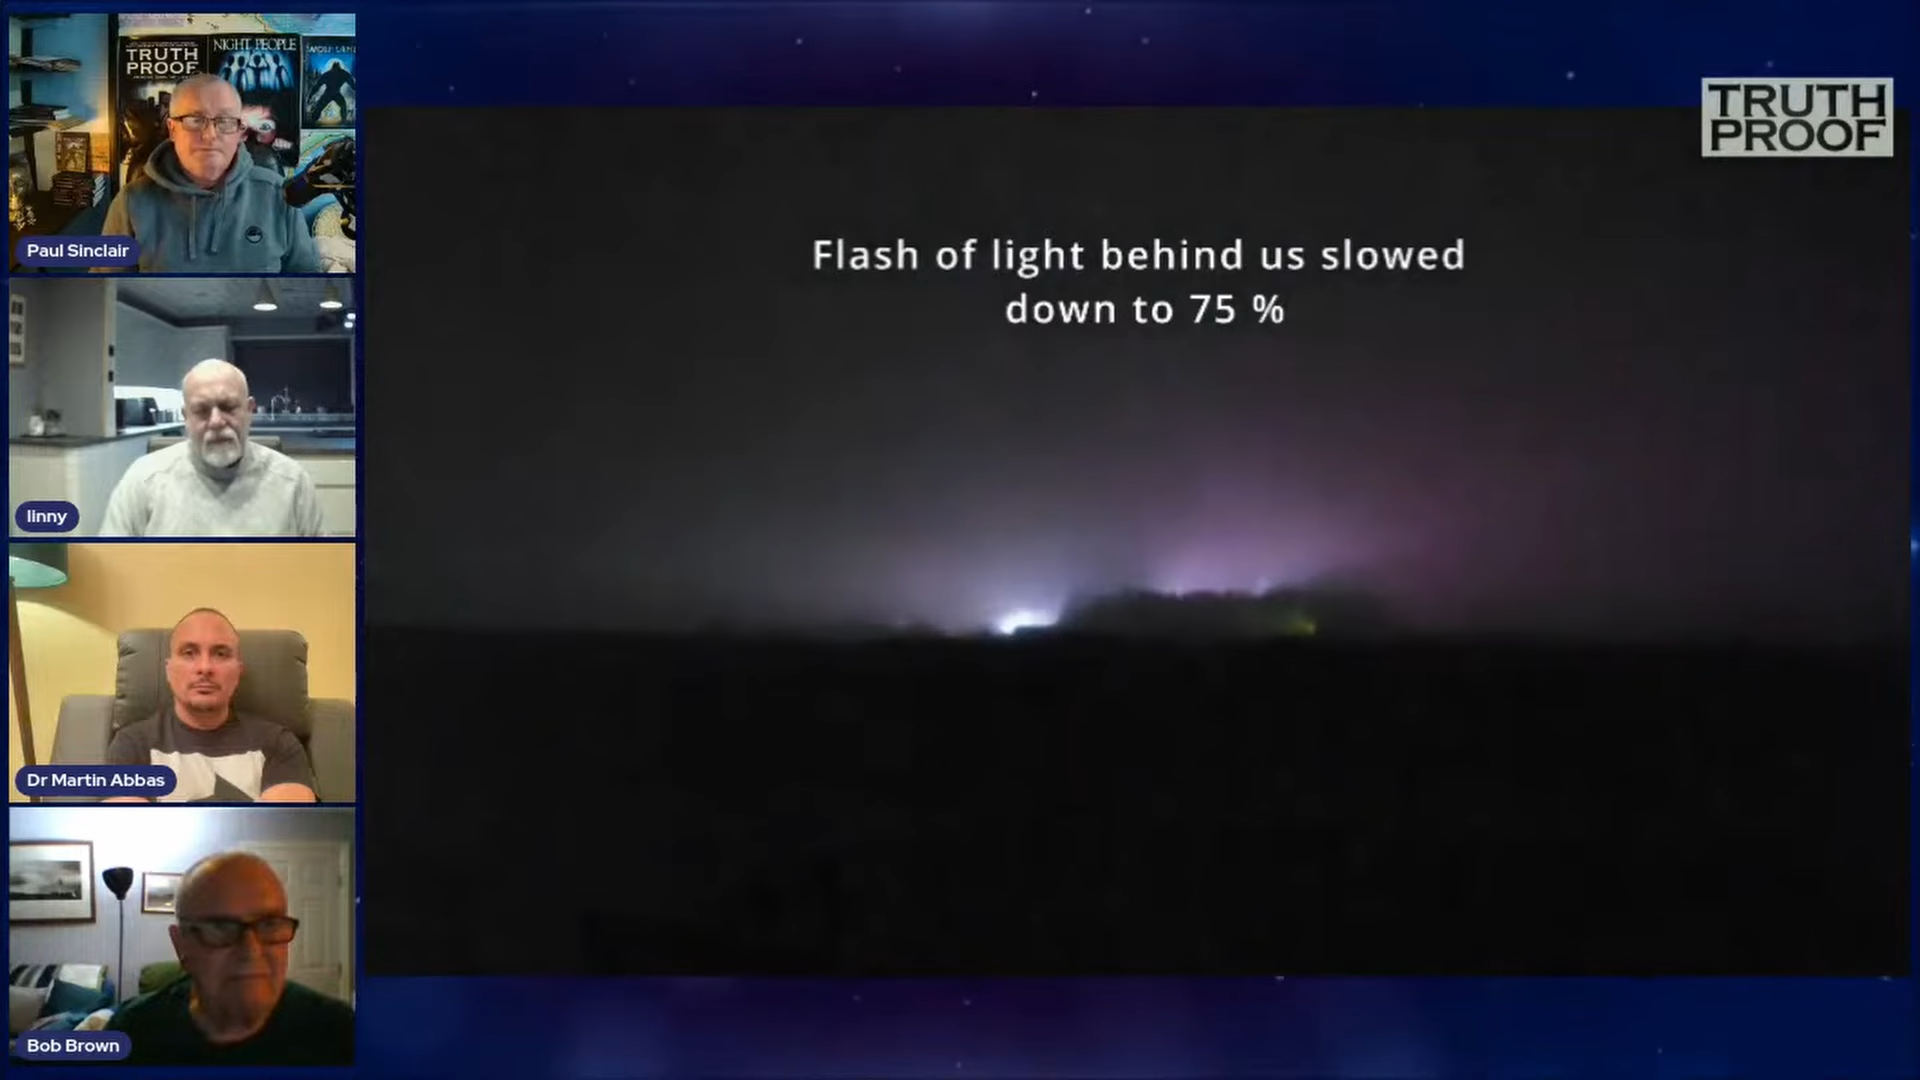 TRUTH
PROOF
NIGHT PEOPLE
Paul Sinclair
linny
Dr Martin Abbas
Bob Brown
Flash of light behind us slowed
down to 75 %
TRUTH
PROOF